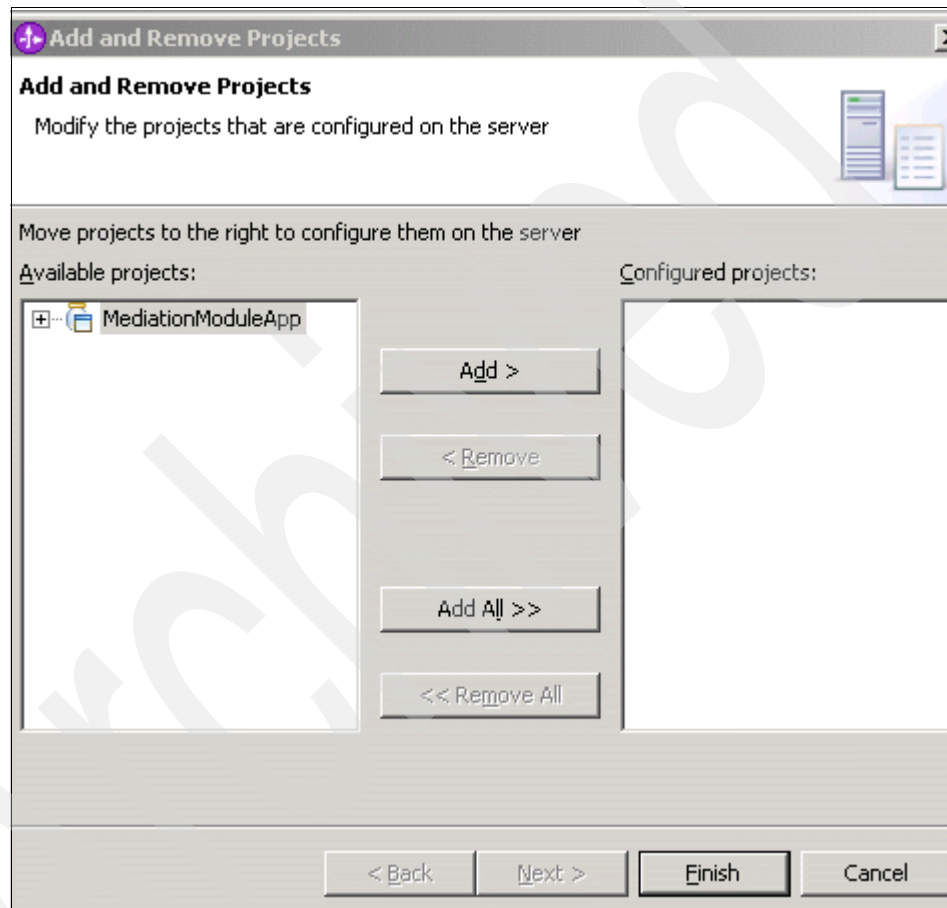 Add and Remove Projects
Add and Remove Projects
Modify the projects that are configured on the server
Move projects to the right to configure them on the server
Available projects:
Configured projects:
MediationModuleApp
Add >
< Remove
Add All >>
<< Remove All
< Back
Next >
Finish
Cancel